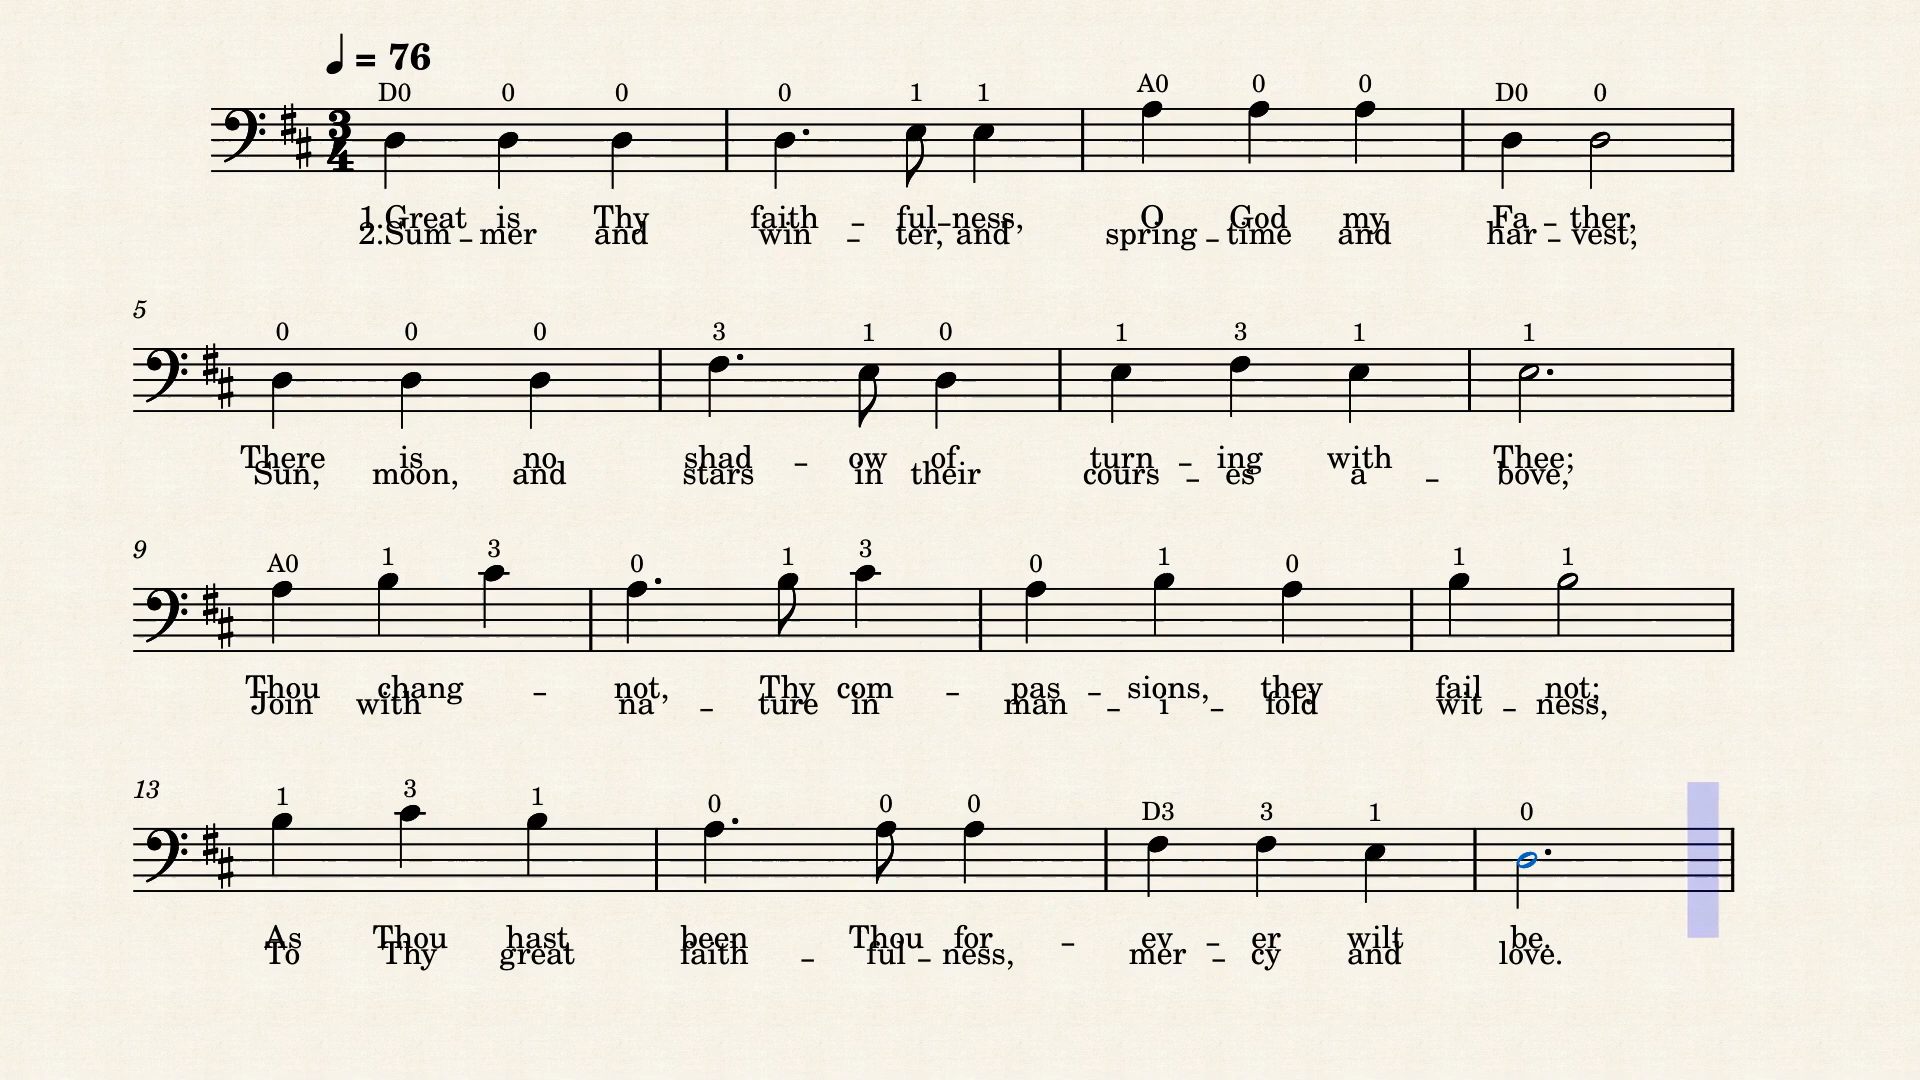 = 76
D0 0 0 0 1 1 A0 0 0 D0 0
3
4
1.Great is Thy faith – ful–ness, O God my Fa – ther,
2.Sum – mer and win – ter, and spring – time and har – vest,
5
0 0 0 3 1 0 1 3 1 1
There is no shad – ow of turn – ing with Thee;
Sun, moon, and stars in their cours – es a – bove,
9
A0 1 3 0 1 3 0 1 0 1 1
Thou chang – not, Thy com – pas – sions, they fail not;
Join with na – ture in man – i – fold wit – ness,
13
1 3 1 0 0 0 D3 3 1 0
As Thou hast been Thou for – ev – er wilt be.
To Thy great faith – ful – ness, mer – cy and love.